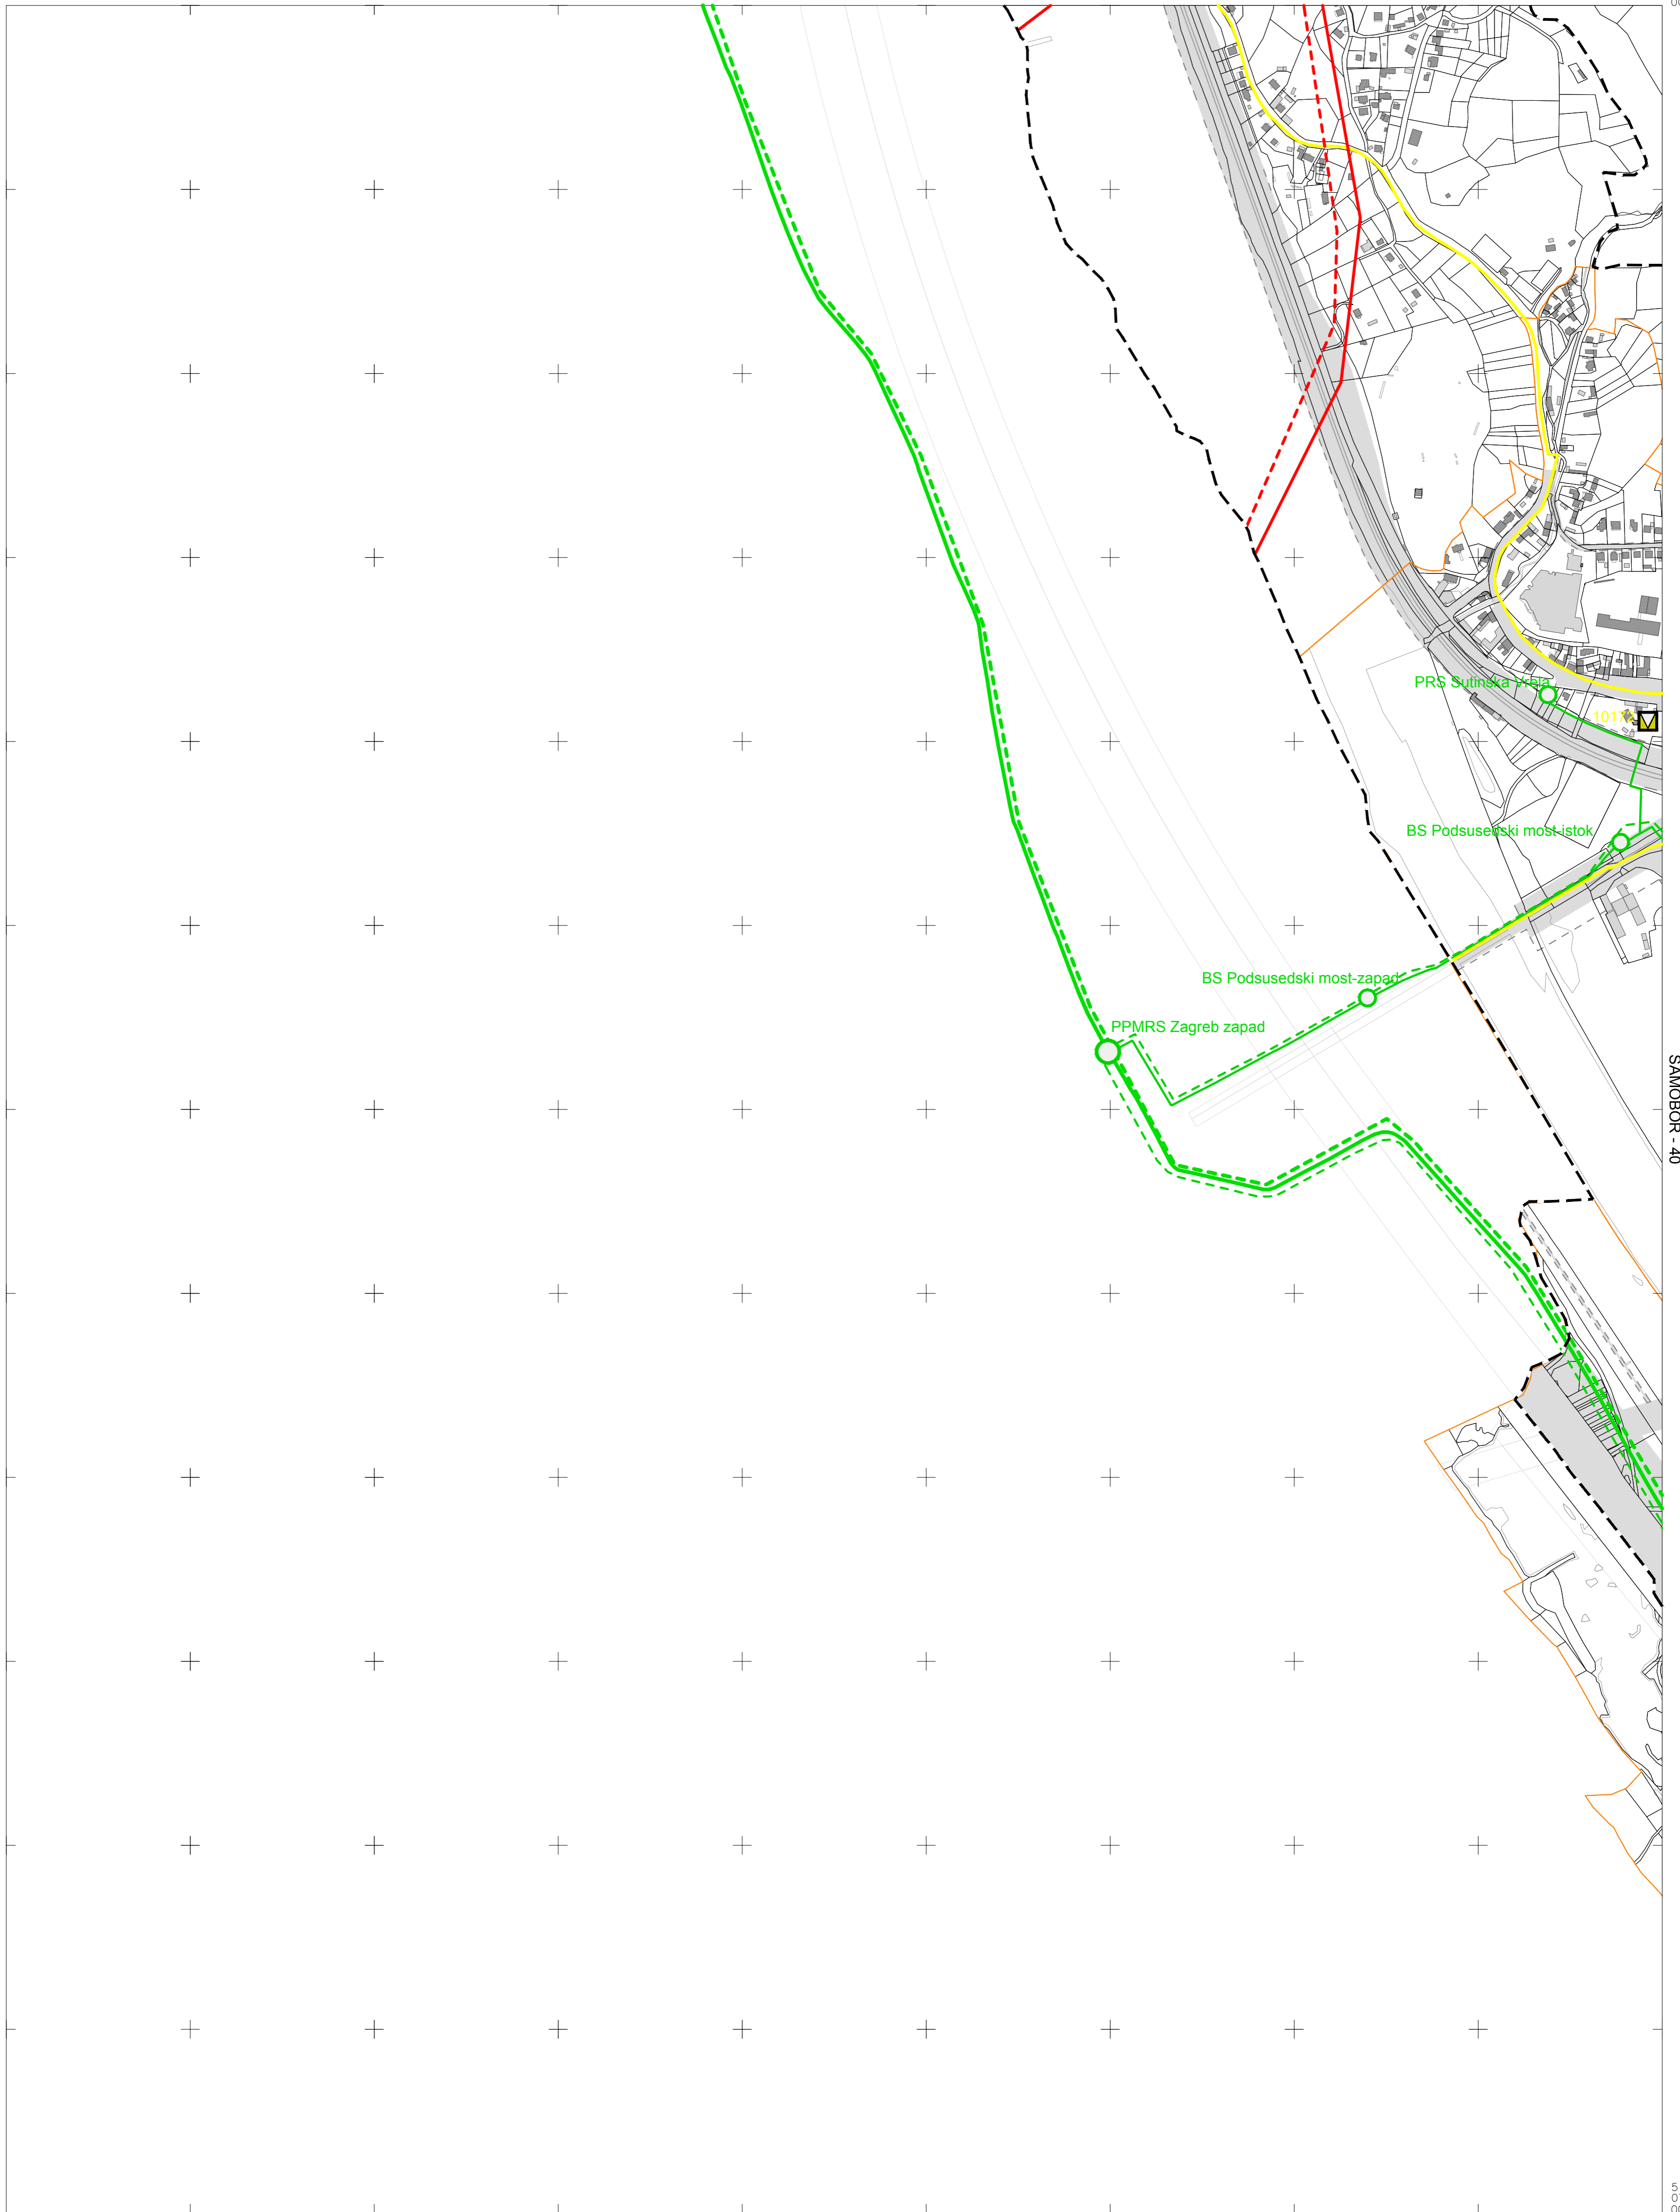 PRS Sutinska Vrela
BS Podsusedski most-istok
BS Podsusedski most-zapad
PPMRS Zagreb zapad
SAMOBOR - 40